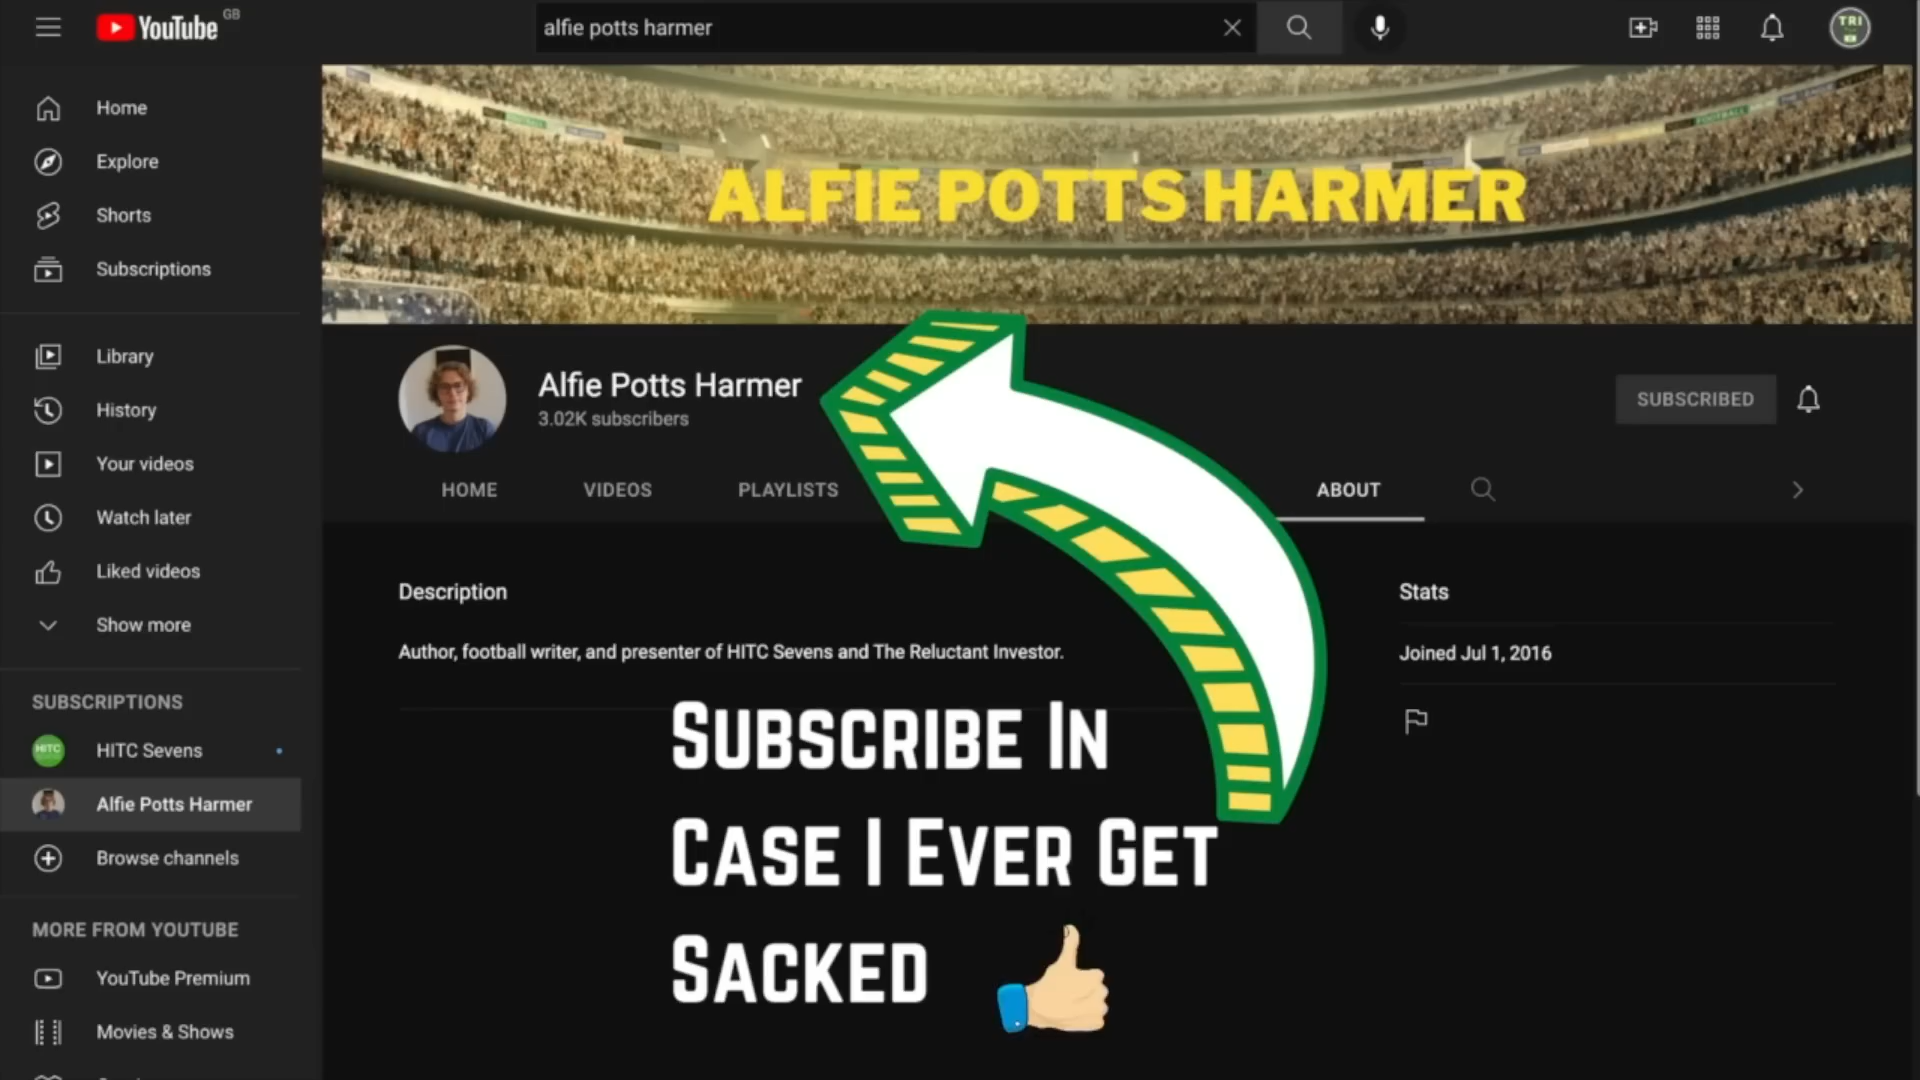 YouTube GB
alfie potts harmer
TRI
Home
Explore
Shorts
Subscriptions
Library
History
Your videos
Watch later
Liked videos
Show more
SUBSCRIPTIONS
HITC HITC Sevens
Alfie Potts Harmer
Browse channels
MORE FROM YOUTUBE
YouTube Premium
Movies & Shows
FOOTBALL
ALFIE POTTS HARMER
Alfie Potts Harmer
3.02K subscribers
SUBSCRIBED
HOME VIDEOS PLAYLISTS ABOUT
Description
Author, football writer, and presenter of HITC Sevens and The Reluctant Investor.
Stats
Joined Jul 1, 2016
SUBSCRIBE IN
CASE I EVER GET
SACKED